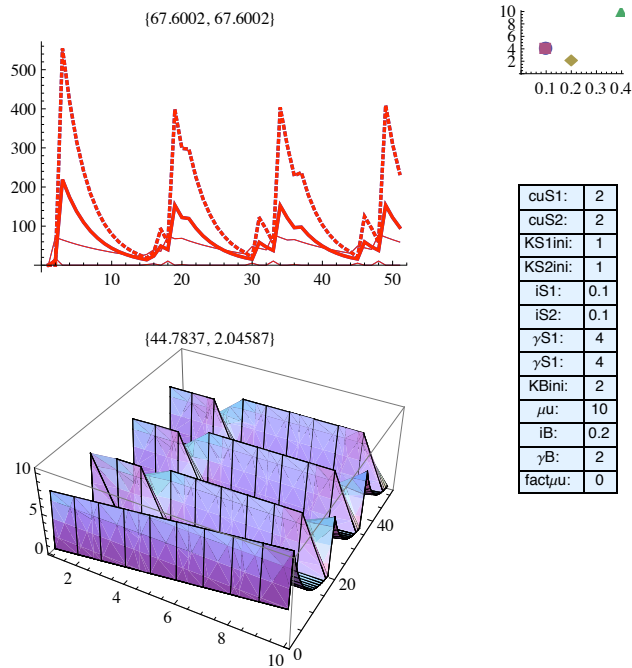 {67.6002, 67.6002}
500
400
300
200
100
10 20 30 40 50
10
8
6
4
2
0.1 0.2 0.3 0.4
cuS1: 2
cuS2: 2
KS1ini: 1
KS2ini: 1
iS1: 0.1
iS2: 0.1
γS1: 4
γS1: 4
KBini: 2
μu: 10
iB: 0.2
γB: 2
factμu: 0
{44.7837, 2.04587}
10
5
0
2
4
6
8
10
0
20
40